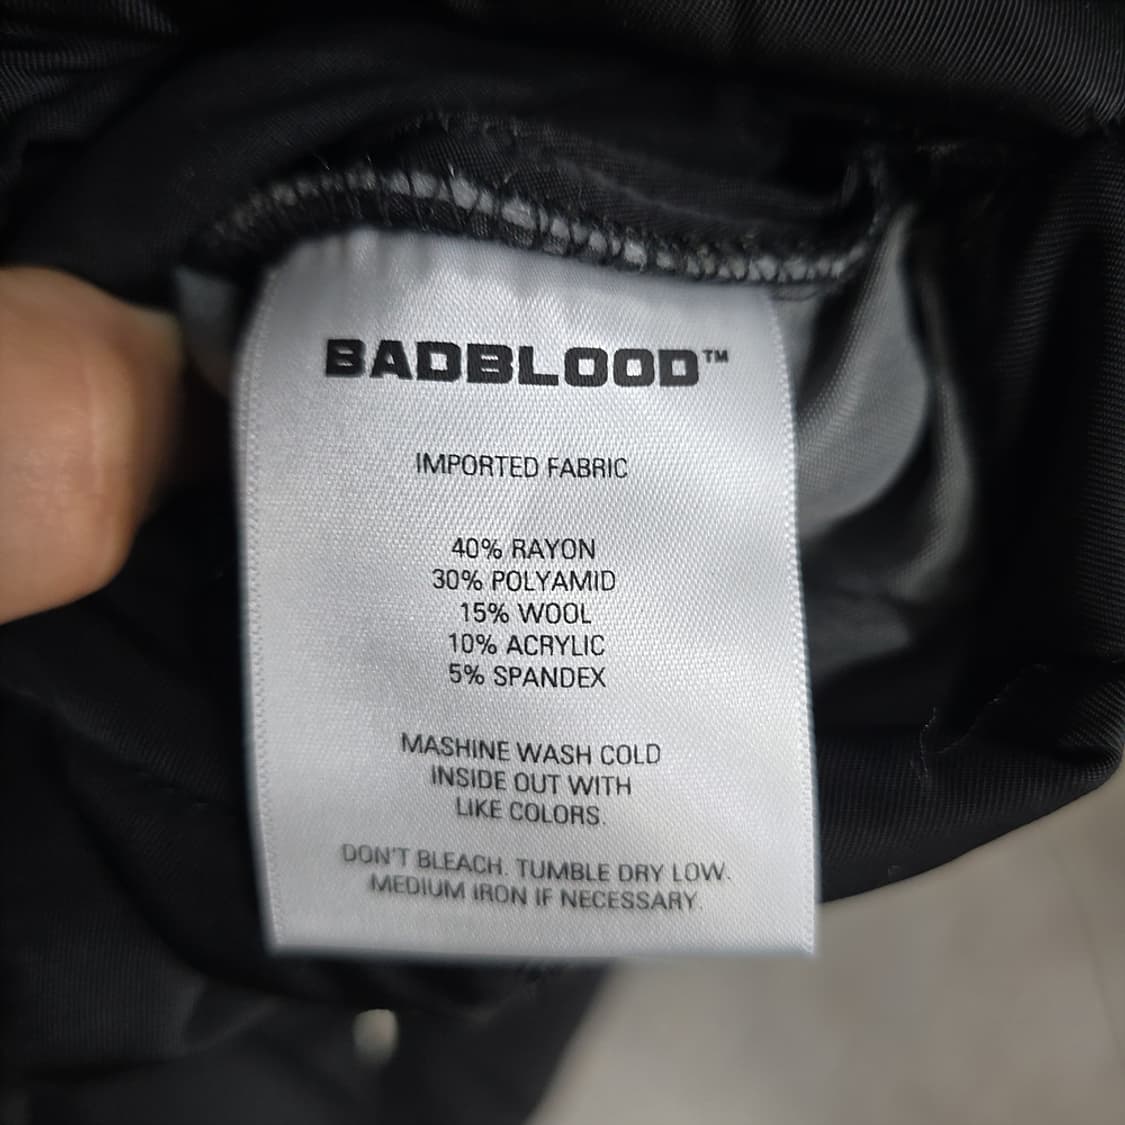 BADBLOOD™
IMPORTED FABRIC
40% RAYON
30% POLYAMID
15% WOOL
10% ACRYLIC
5% SPANDEX
MASHINE WASH COLD
INSIDE OUT WITH
LIKE COLORS.
DON'T BLEACH. TUMBLE DRY LOW.
MEDIUM IRON IF NECESSARY.